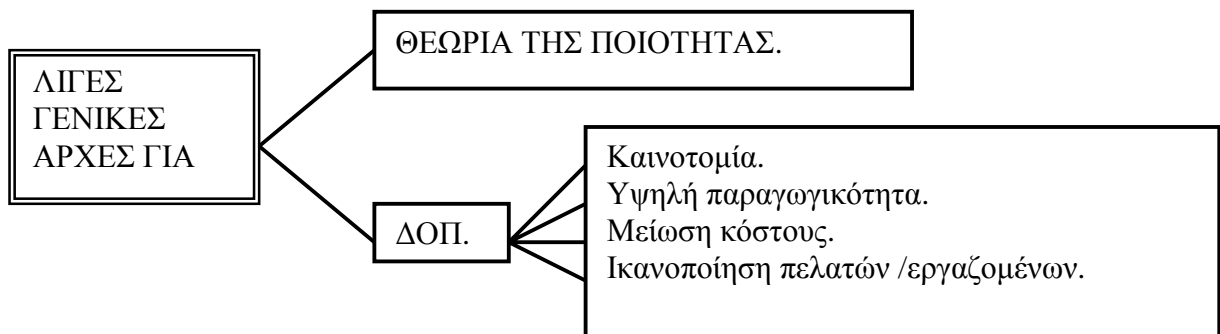 ΛΙΓΕΣ
ΓΕΝΙΚΕΣ
ΑΡΧΕΣ ΓΙΑ
ΘΕΩΡΙΑ ΤΗΣ ΠΟΙΟΤΗΤΑΣ.
ΔΟΠ.
Καινοτομία.
Υψηλή παραγωγικότητα.
Μείωση κόστους.
Ικανοποίηση πελατών /εργαζομένων.